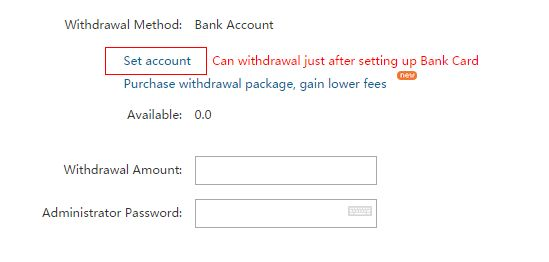 Withdrawal Method: Bank Account
Set account Can withdrawal just after setting up Bank Card
Purchase withdrawal package, gain lower fees new
Available: 0.0
Withdrawal Amount:
Administrator Password: